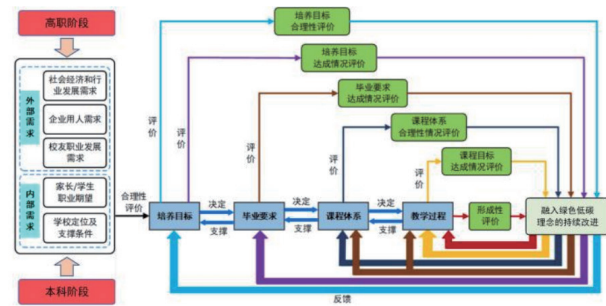 高职阶段
外部需求
社会经济和行
业发展需求
企业用人需求
校友职业发展
需求
内部需求
家长/学生
职业期望
学校定位及
支撑条件
本科阶段
合理性
评价
培养目标
决定
支撑
毕业要求
决定
支撑
课程体系
决定
支撑
教学过程
评价
评价
评价
评价
评价
培养目标
合理性评价
培养目标
达成情况评价
毕业要求
达成情况评价
课程体系
合理性情况评价
课程目标
达成情况评价
形成性
评价
融入绿色低碳
理念的持续改进
反馈